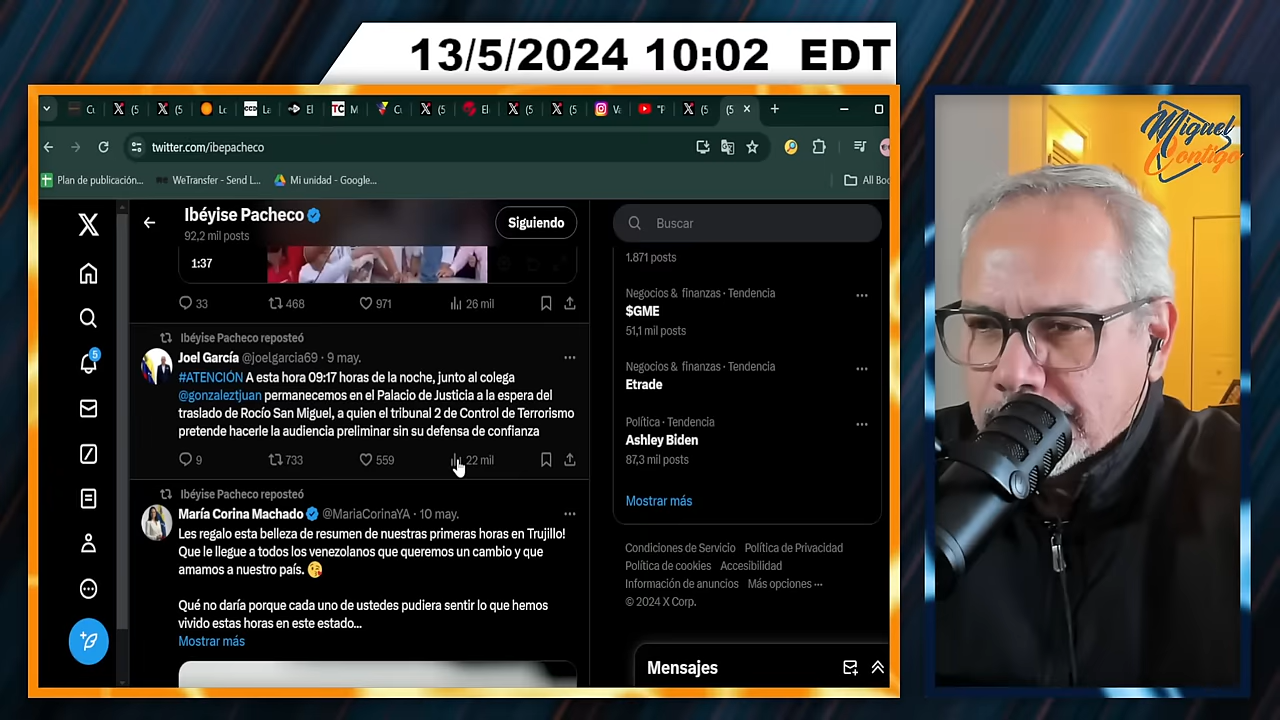 13/5/2024 10:02 EDT
Miguel
Contigo
twitter.com/ibepacheco
Plan de publicación...
WeTransfer - Send L...
Mi unidad - Google...
All Boo
Ibéyise Pacheco
92,2 mil posts
Siguiendo
Buscar
1:37
33 468 971 26 mil
Ibéyise Pacheco reposteó
Joel García @joelgarcia69 · 9 may.
#ATENCIÓN A esta hora 09:17 horas de la noche, junto al colega
@gonzaleztjuan permanecemos en el Palacio de Justicia a la espera del
traslado de Rocío San Miguel, a quien el tribunal 2 de Control de Terrorismo
pretende hacerle la audiencia preliminar sin su defensa de confianza
9 733 559 22 mil
Ibéyise Pacheco reposteó
María Corina Machado @MariaCorinaYA · 10 may.
Les regalo esta belleza de resumen de nuestras primeras horas en Trujillo!
Que le llegue a todos los venezolanos que queremos un cambio y que
amamos a nuestro país.
Qué no daría porque cada uno de ustedes pudiera sentir lo que hemos
vivido estas horas en este estado...
Mostrar más
5
1.871 posts
Negocios & finanzas · Tendencia
$GME
51,1 mil posts
Negocios & finanzas · Tendencia
Etrade
Política · Tendencia
Ashley Biden
87,3 mil posts
Mostrar más
Condiciones de Servicio Política de Privacidad
Política de cookies Accesibilidad
Información de anuncios Más opciones ···
© 2024 X Corp.
Mensajes